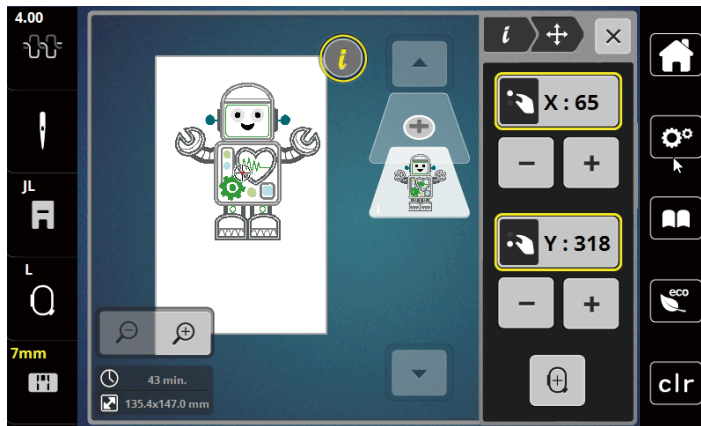 4.00
i
i
X : 65
JL
Y : 318
L
eco
7mm
43 min.
135.4x147.0 mm
clr